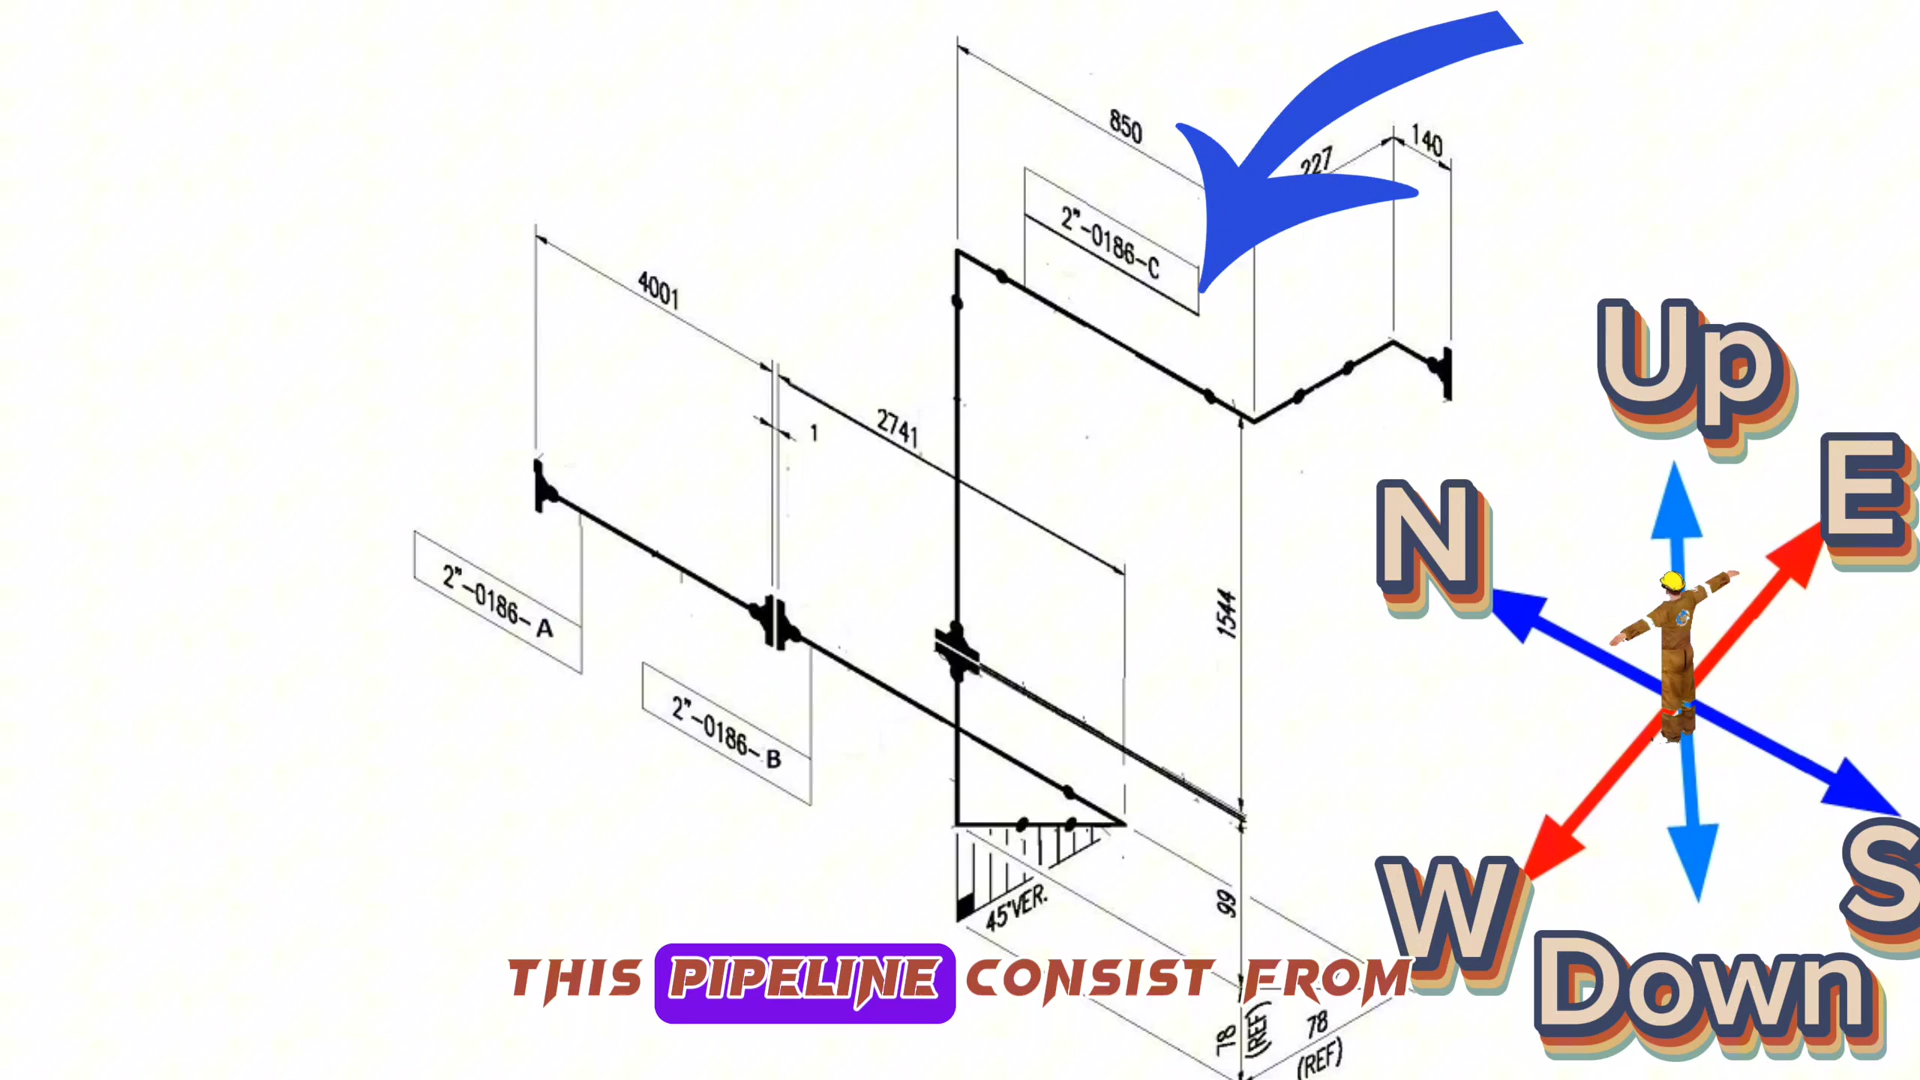 850
227
140
2"-0186-C
4001
2741
1
2"-0186- A
2"-0186- B
1544
99
45°VER.
78
(REF)
78
(REF)
Up
N
E
W
S
Down
THIS PIPELINE CONSIST FROM